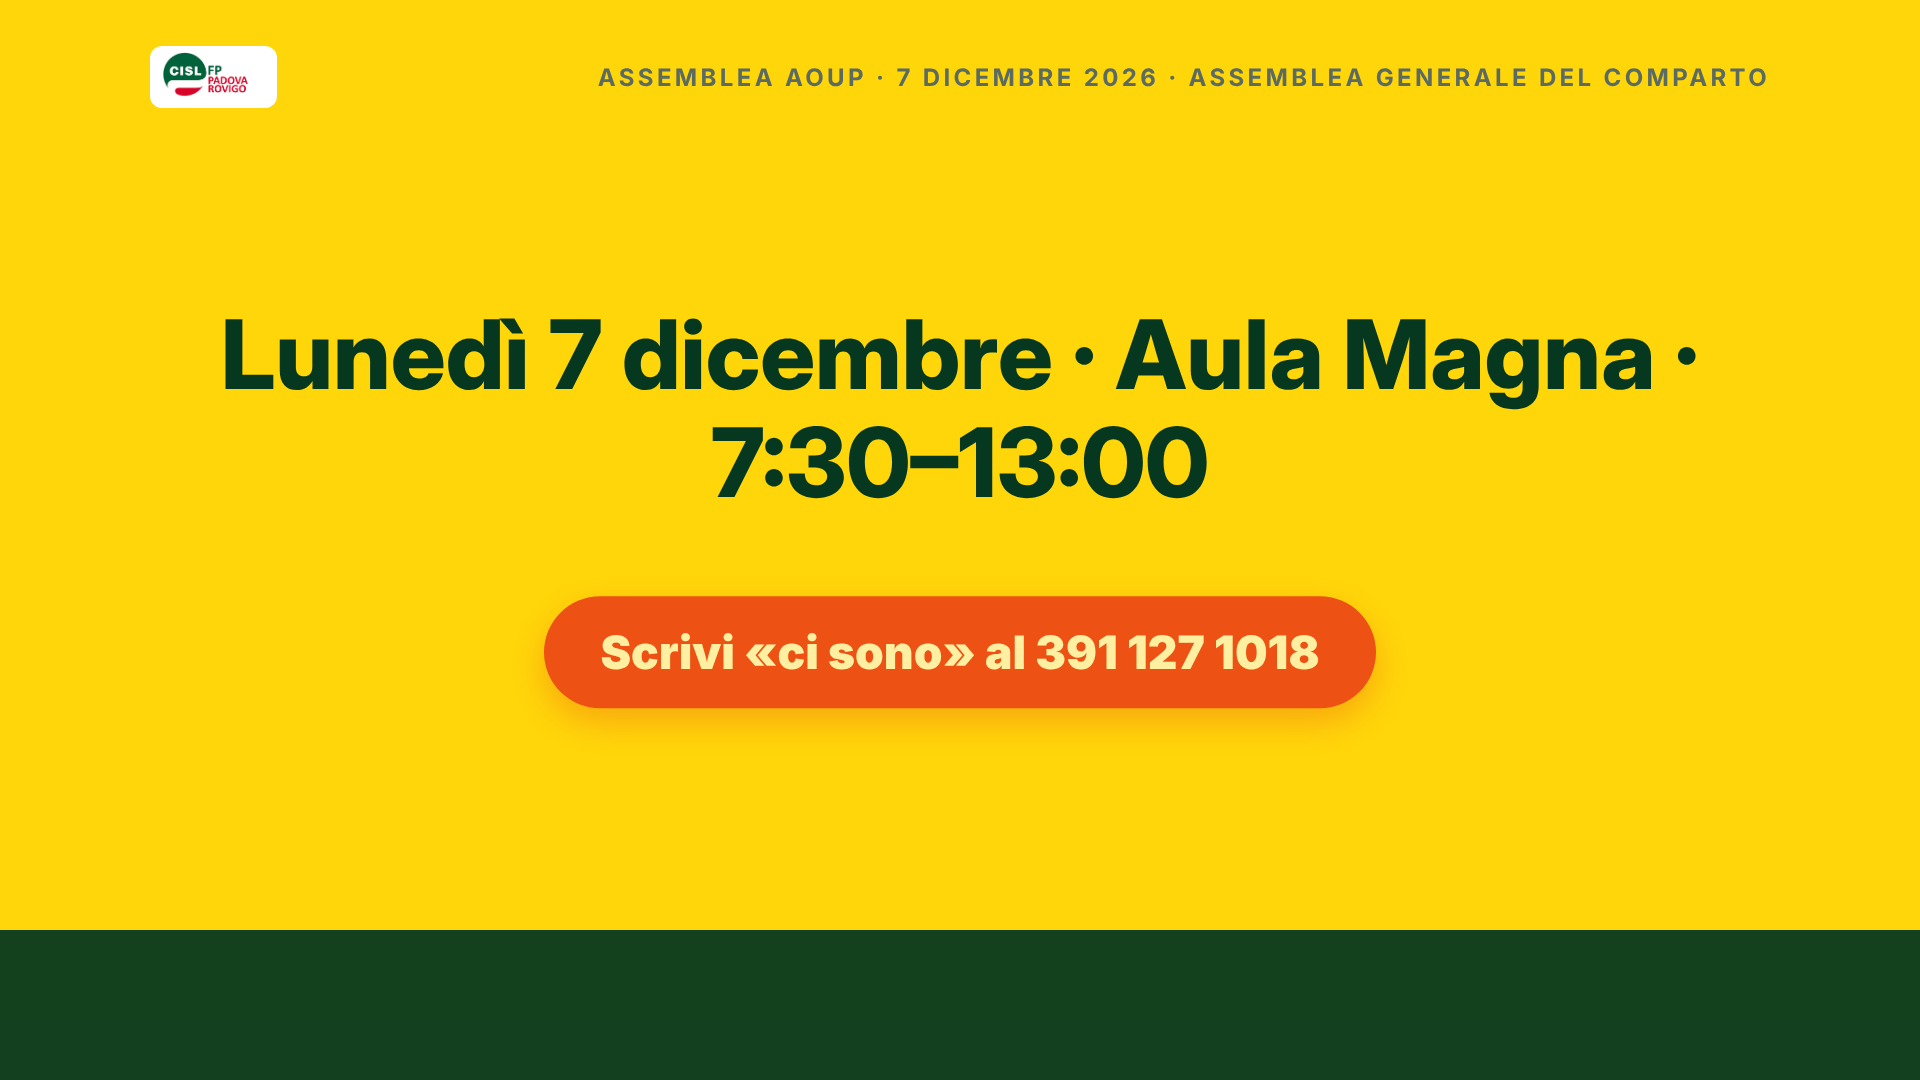 CISL FP
PADOVA
ROVIGO
ASSEMBLEA AOUP · 7 DICEMBRE 2026 · ASSEMBLEA GENERALE DEL COMPARTO
Lunedì 7 dicembre · Aula Magna ·
7:30–13:00
Scrivi «ci sono» al 391 127 1018